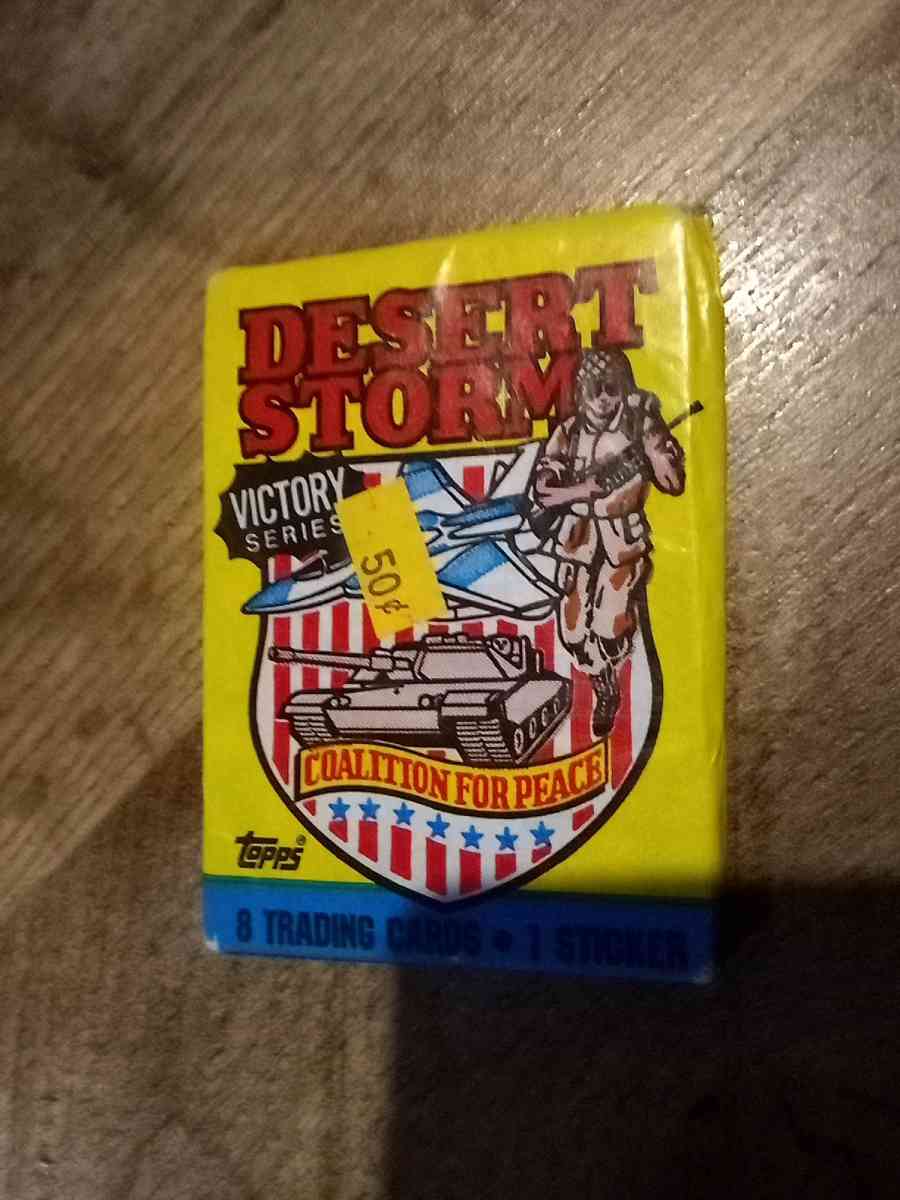 DESERT
STORM
VICTORY
SERIES
50¢
COALITION FOR PEACE
TOPPS®
8 TRADING CARDS • 1 STICKER